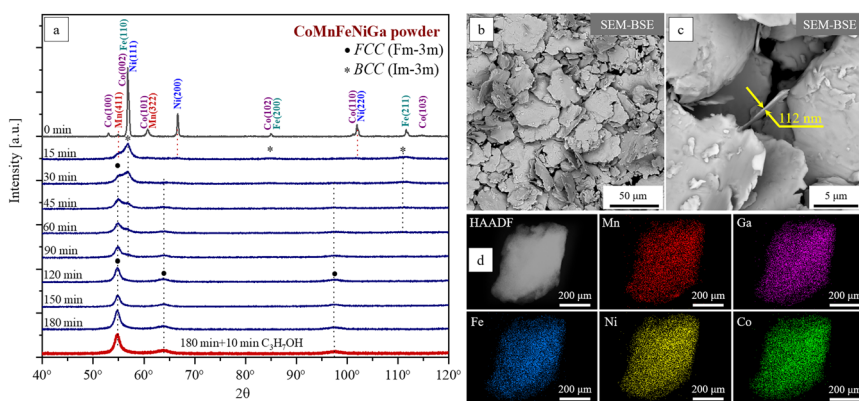 a
CoMnFeNiGa powder
● FCC (Fm-3m)
* BCC (Im-3m)
Co(100)
Mn(411)
Co(002)
Fe(110)
Ni(111)
Co(101)
Mn(322)
Ni(200)
Co(102)
Fe(200)
Co(110)
Ni(220)
Fe(211)
Co(103)
0 min
15 min
30 min
45 min
60 min
90 min
120 min
150 min
180 min
180 min+10 min C₃H₇OH
Intensity [a.u.]
40° 50° 60° 70° 80° 90° 100° 110° 120°
2θ
b
SEM-BSE
50 μm
c
SEM-BSE
112 nm
5 μm
HAADF
d
200 μm
Mn
200 μm
Ga
200 μm
Fe
200 μm
Ni
200 μm
Co
200 μm